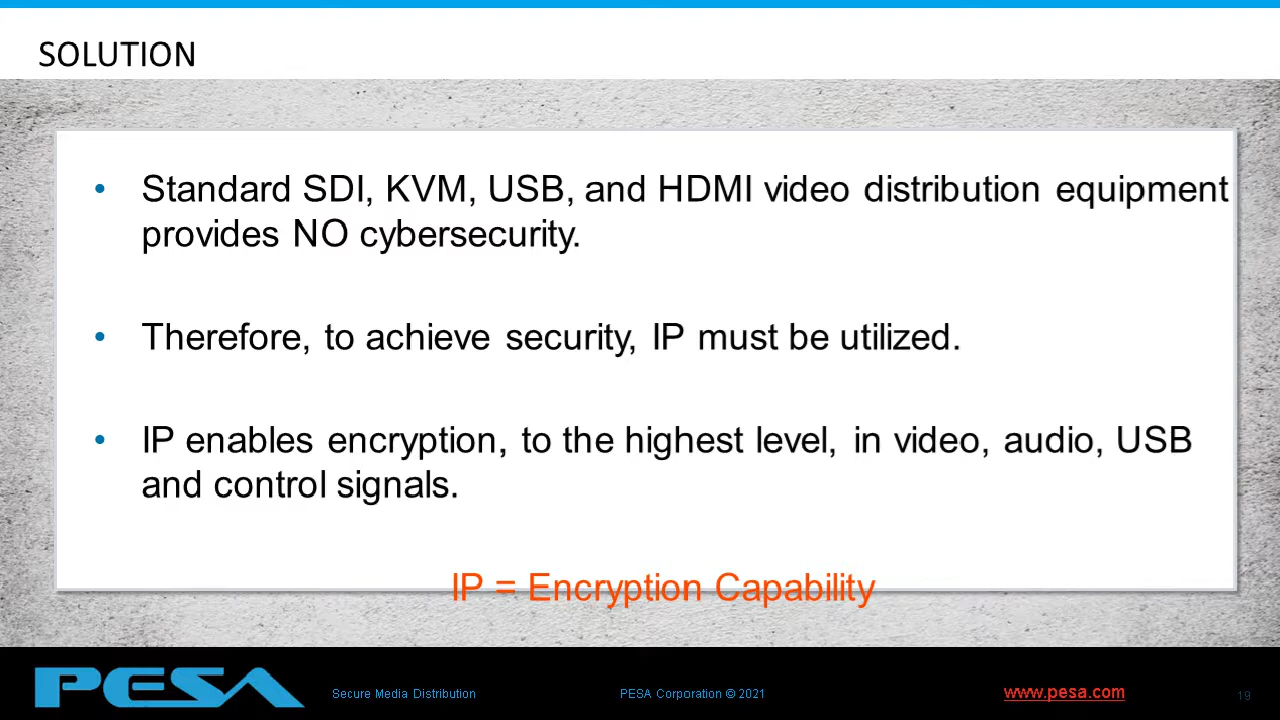 SOLUTION
• Standard SDI, KVM, USB, and HDMI video distribution equipment
provides NO cybersecurity.
• Therefore, to achieve security, IP must be utilized.
• IP enables encryption, to the highest level, in video, audio, USB
and control signals.
IP = Encryption Capability
PESA
Secure Media Distribution
PESA Corporation © 2021
www.pesa.com
19